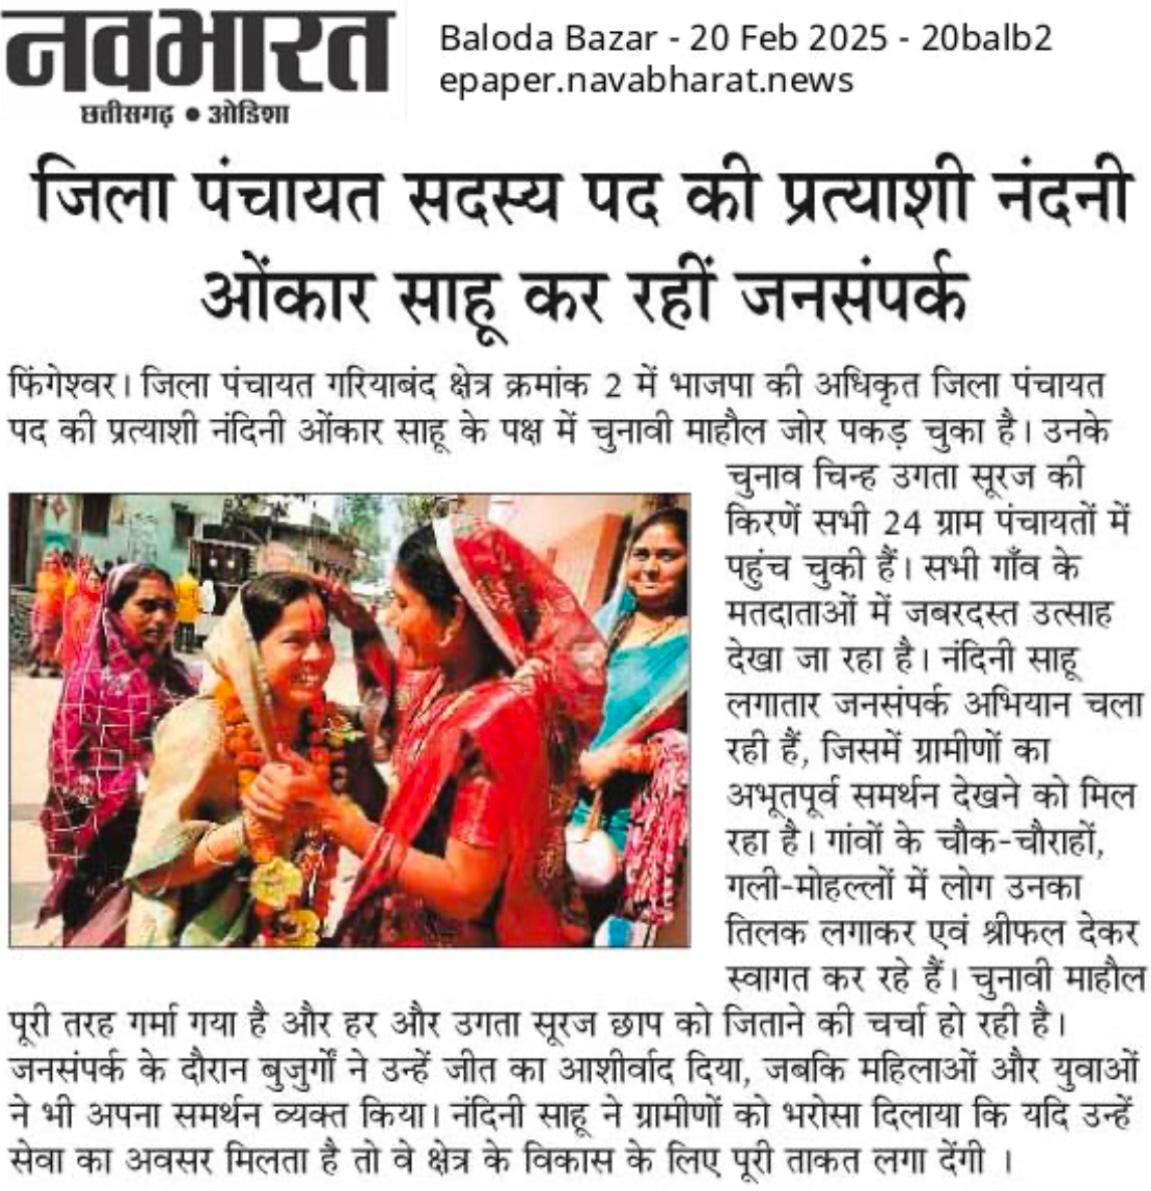 नवभारत
छत्तीसगढ़ • ओडिशा
Baloda Bazar - 20 Feb 2025 - 20balb2
epaper.navabharat.news
जिला पंचायत सदस्य पद की प्रत्याशी नंदनी
ओंकार साहू कर रहीं जनसंपर्क
फिंगेश्वर। जिला पंचायत गरियाबंद क्षेत्र क्रमांक 2 में भाजपा की अधिकृत जिला पंचायत
पद की प्रत्याशी नंदिनी ओंकार साहू के पक्ष में चुनावी माहौल जोर पकड़ चुका है। उनके
चुनाव चिन्ह उगता सूरज की
किरणें सभी 24 ग्राम पंचायतों में
पहुंच चुकी हैं। सभी गाँव के
मतदाताओं में जबरदस्त उत्साह
देखा जा रहा है। नंदिनी साहू
लगातार जनसंपर्क अभियान चला
रही हैं, जिसमें ग्रामीणों का
अभूतपूर्व समर्थन देखने को मिल
रहा है। गांवों के चौक-चौराहों,
गली-मोहल्लों में लोग उनका
तिलक लगाकर एवं श्रीफल देकर
स्वागत कर रहे हैं। चुनावी माहौल
पूरी तरह गर्मा गया है और हर और उगता सूरज छाप को जिताने की चर्चा हो रही है।
जनसंपर्क के दौरान बुजुर्गों ने उन्हें जीत का आशीर्वाद दिया, जबकि महिलाओं और युवाओं
ने भी अपना समर्थन व्यक्त किया। नंदिनी साहू ने ग्रामीणों को भरोसा दिलाया कि यदि उन्हें
सेवा का अवसर मिलता है तो वे क्षेत्र के विकास के लिए पूरी ताकत लगा देंगी ।